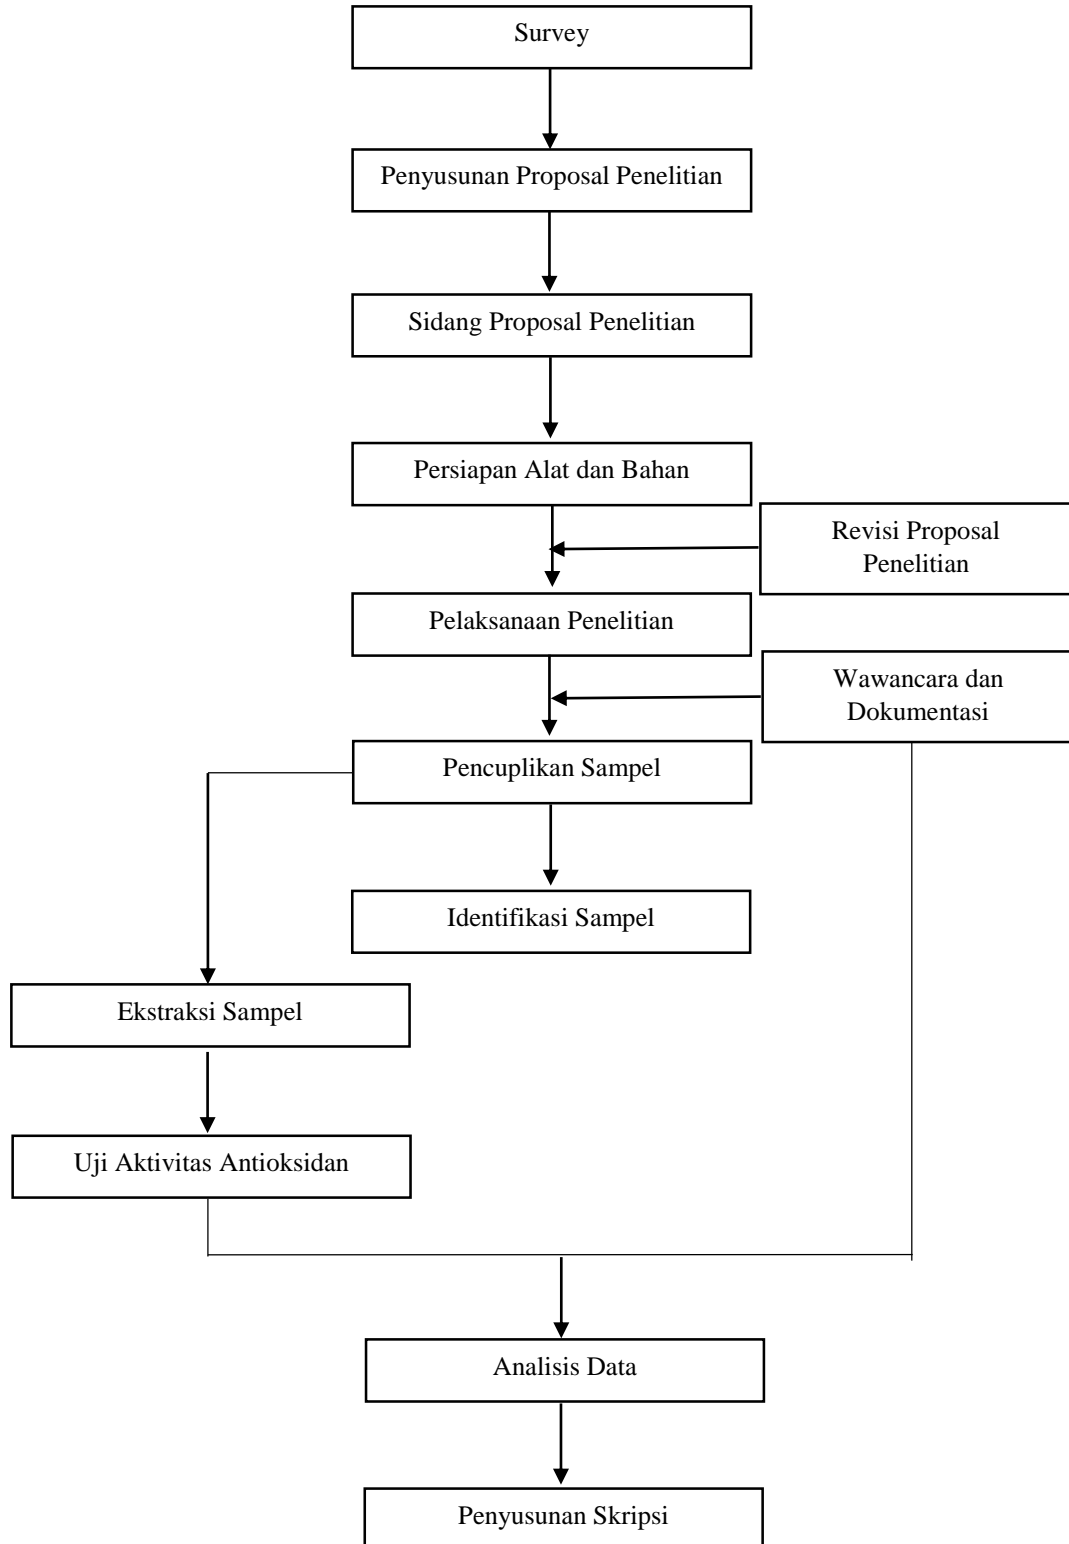 Survey
Penyusunan Proposal Penelitian
Sidang Proposal Penelitian
Persiapan Alat dan Bahan
Revisi Proposal
Penelitian
Pelaksanaan Penelitian
Wawancara dan
Dokumentasi
Pencuplikan Sampel
Identifikasi Sampel
Ekstraksi Sampel
Uji Aktivitas Antioksidan
Analisis Data
Penyusunan Skripsi